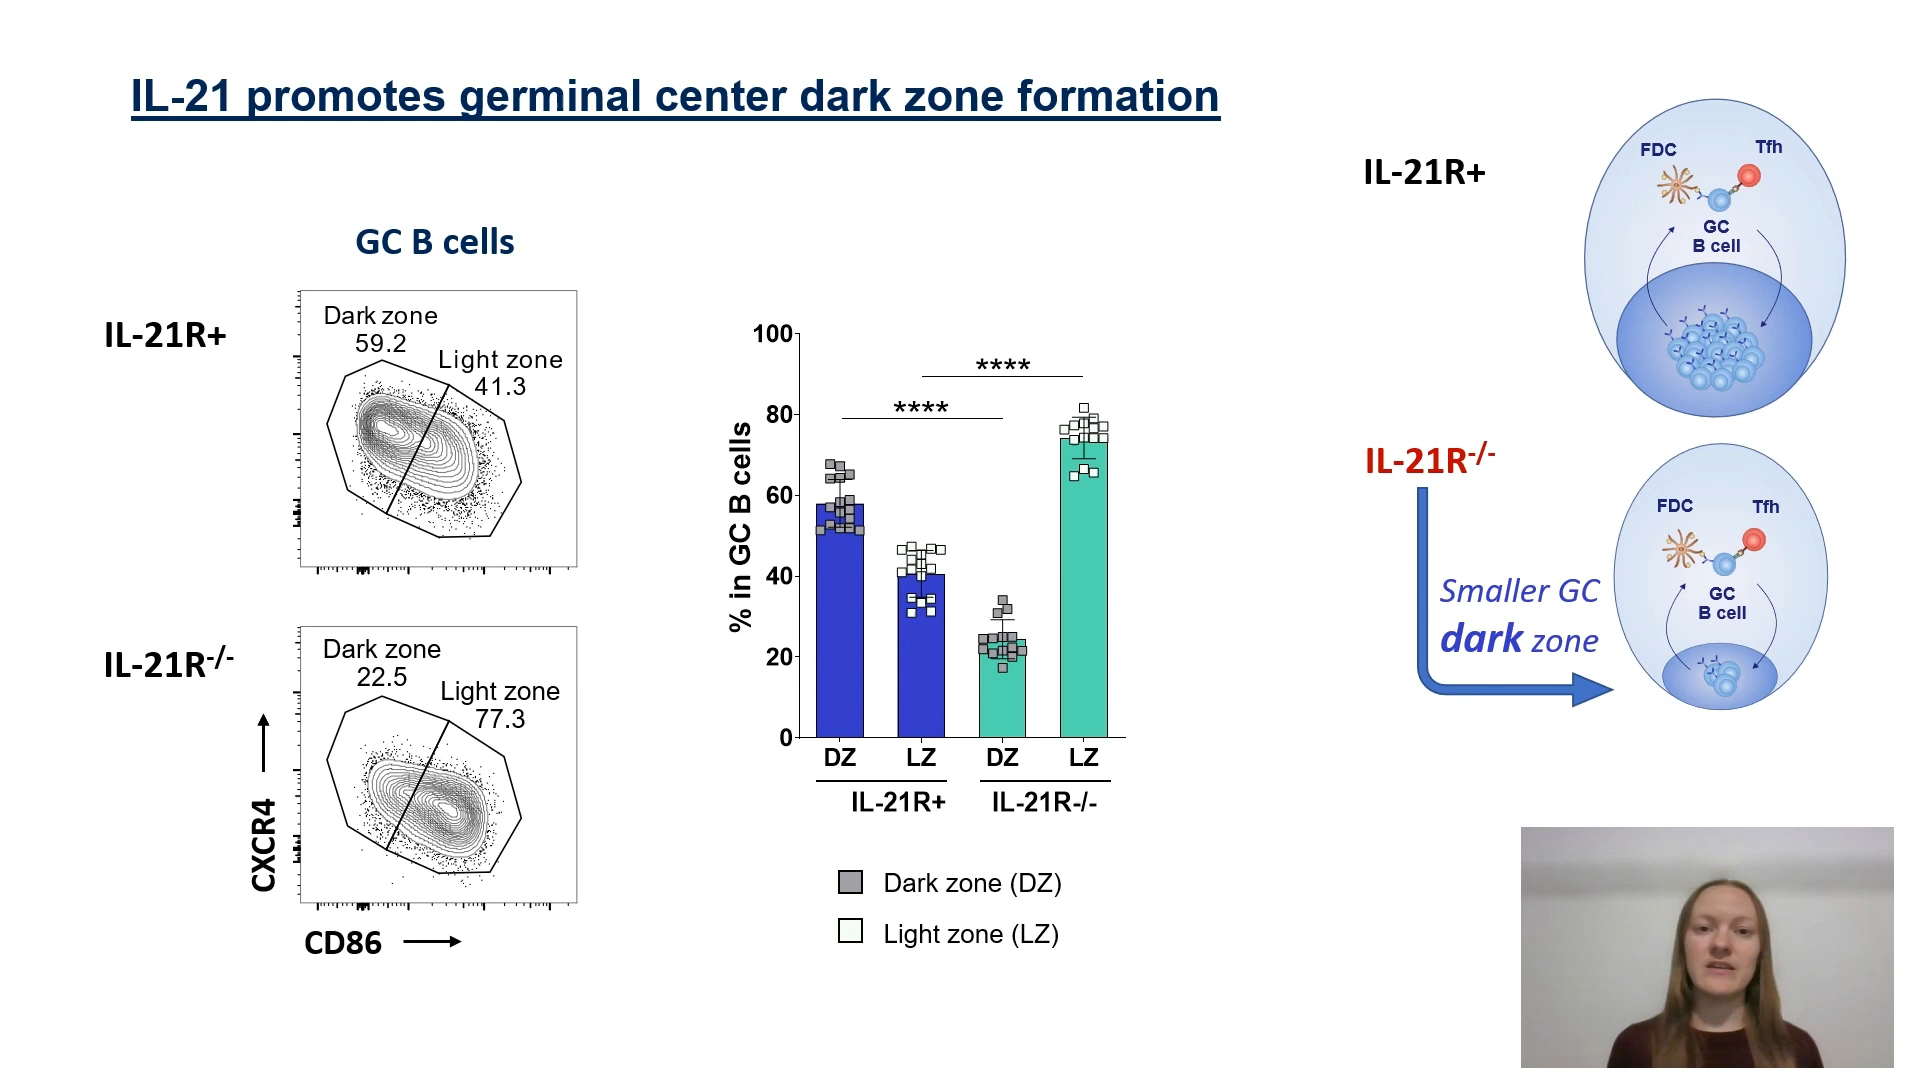 IL-21 promotes germinal center dark zone formation
GC B cells
IL-21R+
Dark zone
59.2
Light zone
41.3
IL-21R-/-
Dark zone
22.5
Light zone
77.3
CXCR4
CD86
% in GC B cells
100
80
60
40
20
0
****
****
DZ
LZ
DZ
LZ
IL-21R+
IL-21R-/-
Dark zone (DZ)
Light zone (LZ)
IL-21R+
FDC
Tfh
GC
B cell
IL-21R-/-
Smaller GC
dark zone
FDC
Tfh
GC
B cell